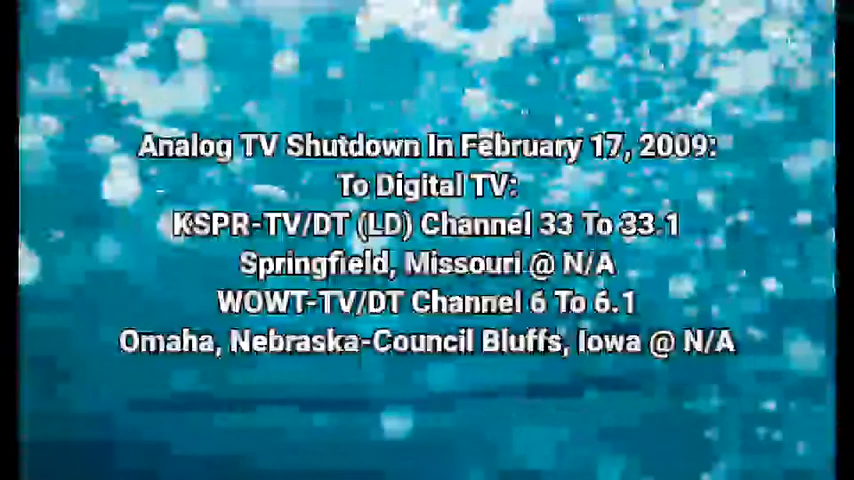 Analog TV Shutdown In February 17, 2009:
To Digital TV:
KSPR-TV/DT (LD) Channel 33 To 33.1
Springfield, Missouri @ N/A
WOWT-TV/DT Channel 6 To 6.1
Omaha, Nebraska-Council Bluffs, Iowa @ N/A